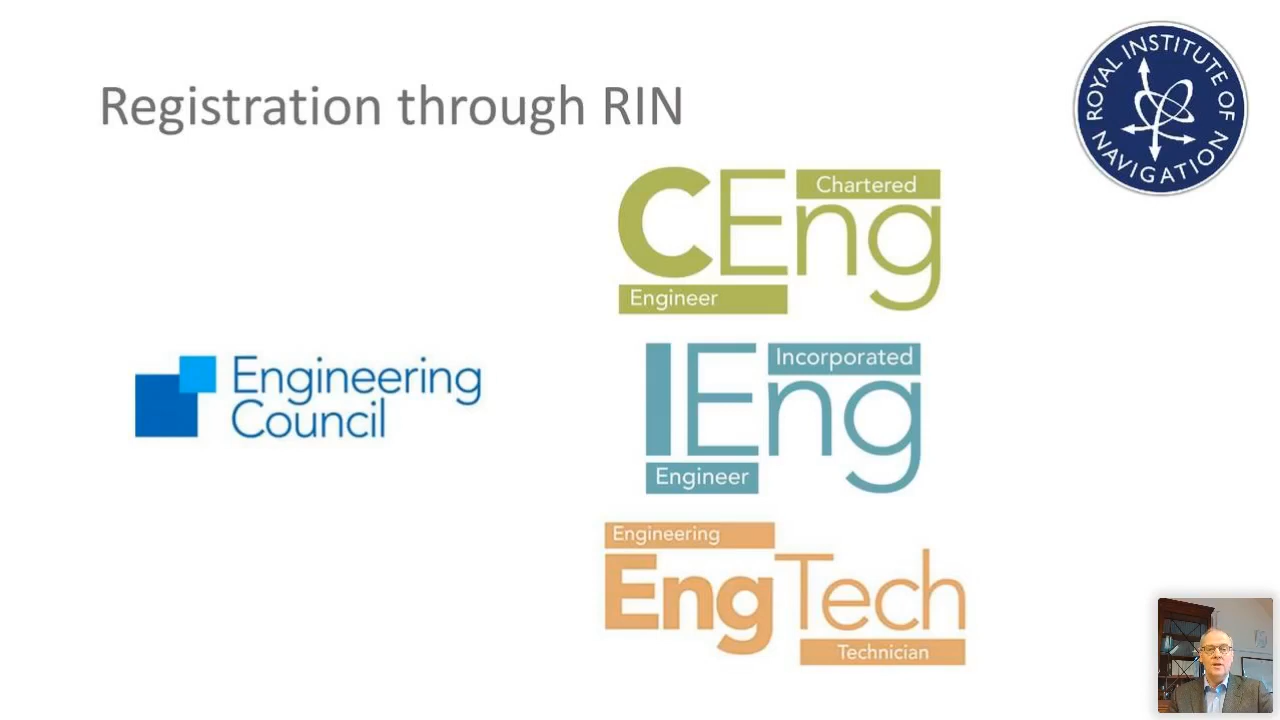 Registration through RIN
ROYAL INSTITUTE OF
NAVIGATION
Chartered
CEng
Engineer
Engineering
Council
Incorporated
IEng
Engineer
Engineering
EngTech
Technician